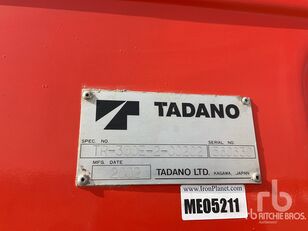 TADANO
SPEC. NO.
SERIAL NO.
MFG. DATE
TADANO LTD. KAGAWA, JAPAN
www.IronPlanet.com
ME05211
rb
ritchie
Bros.